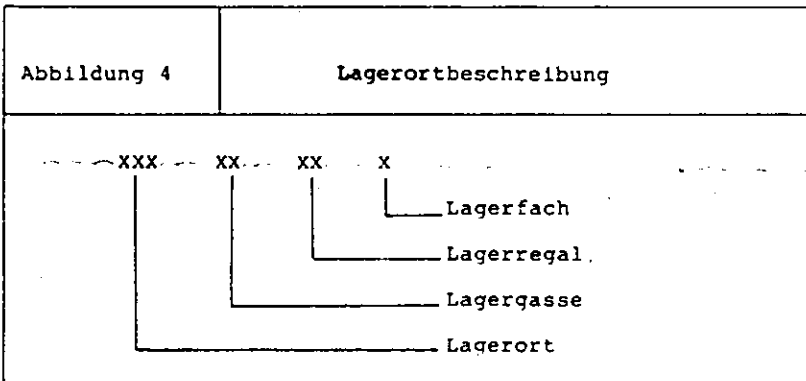 Abbildung 4 Lagerortbeschreibung
XXX XX XX X
Lagerfach
Lagerregal.
Lagergasse
Lagerort